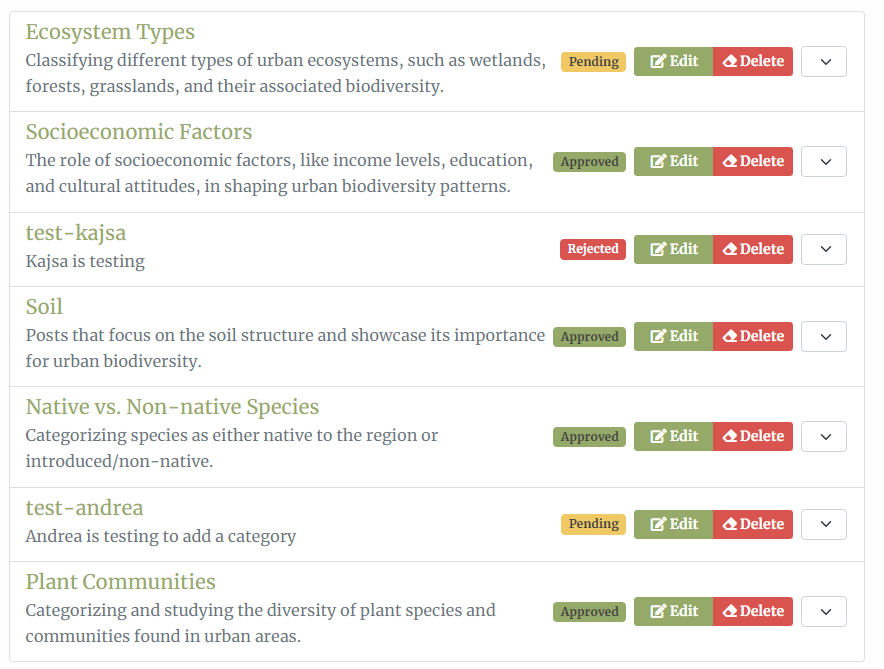 Ecosystem Types
Classifying different types of urban ecosystems, such as wetlands,
forests, grasslands, and their associated biodiversity.
Pending
Edit
Delete
Socioeconomic Factors
The role of socioeconomic factors, like income levels, education,
and cultural attitudes, in shaping urban biodiversity patterns.
Approved
Edit
Delete
test-kajsa
Kajsa is testing
Rejected
Edit
Delete
Soil
Posts that focus on the soil structure and showcase its importance
for urban biodiversity.
Approved
Edit
Delete
Native vs. Non-native Species
Categorizing species as either native to the region or
introduced/non-native.
Approved
Edit
Delete
test-andrea
Andrea is testing to add a category
Pending
Edit
Delete
Plant Communities
Categorizing and studying the diversity of plant species and
communities found in urban areas.
Approved
Edit
Delete